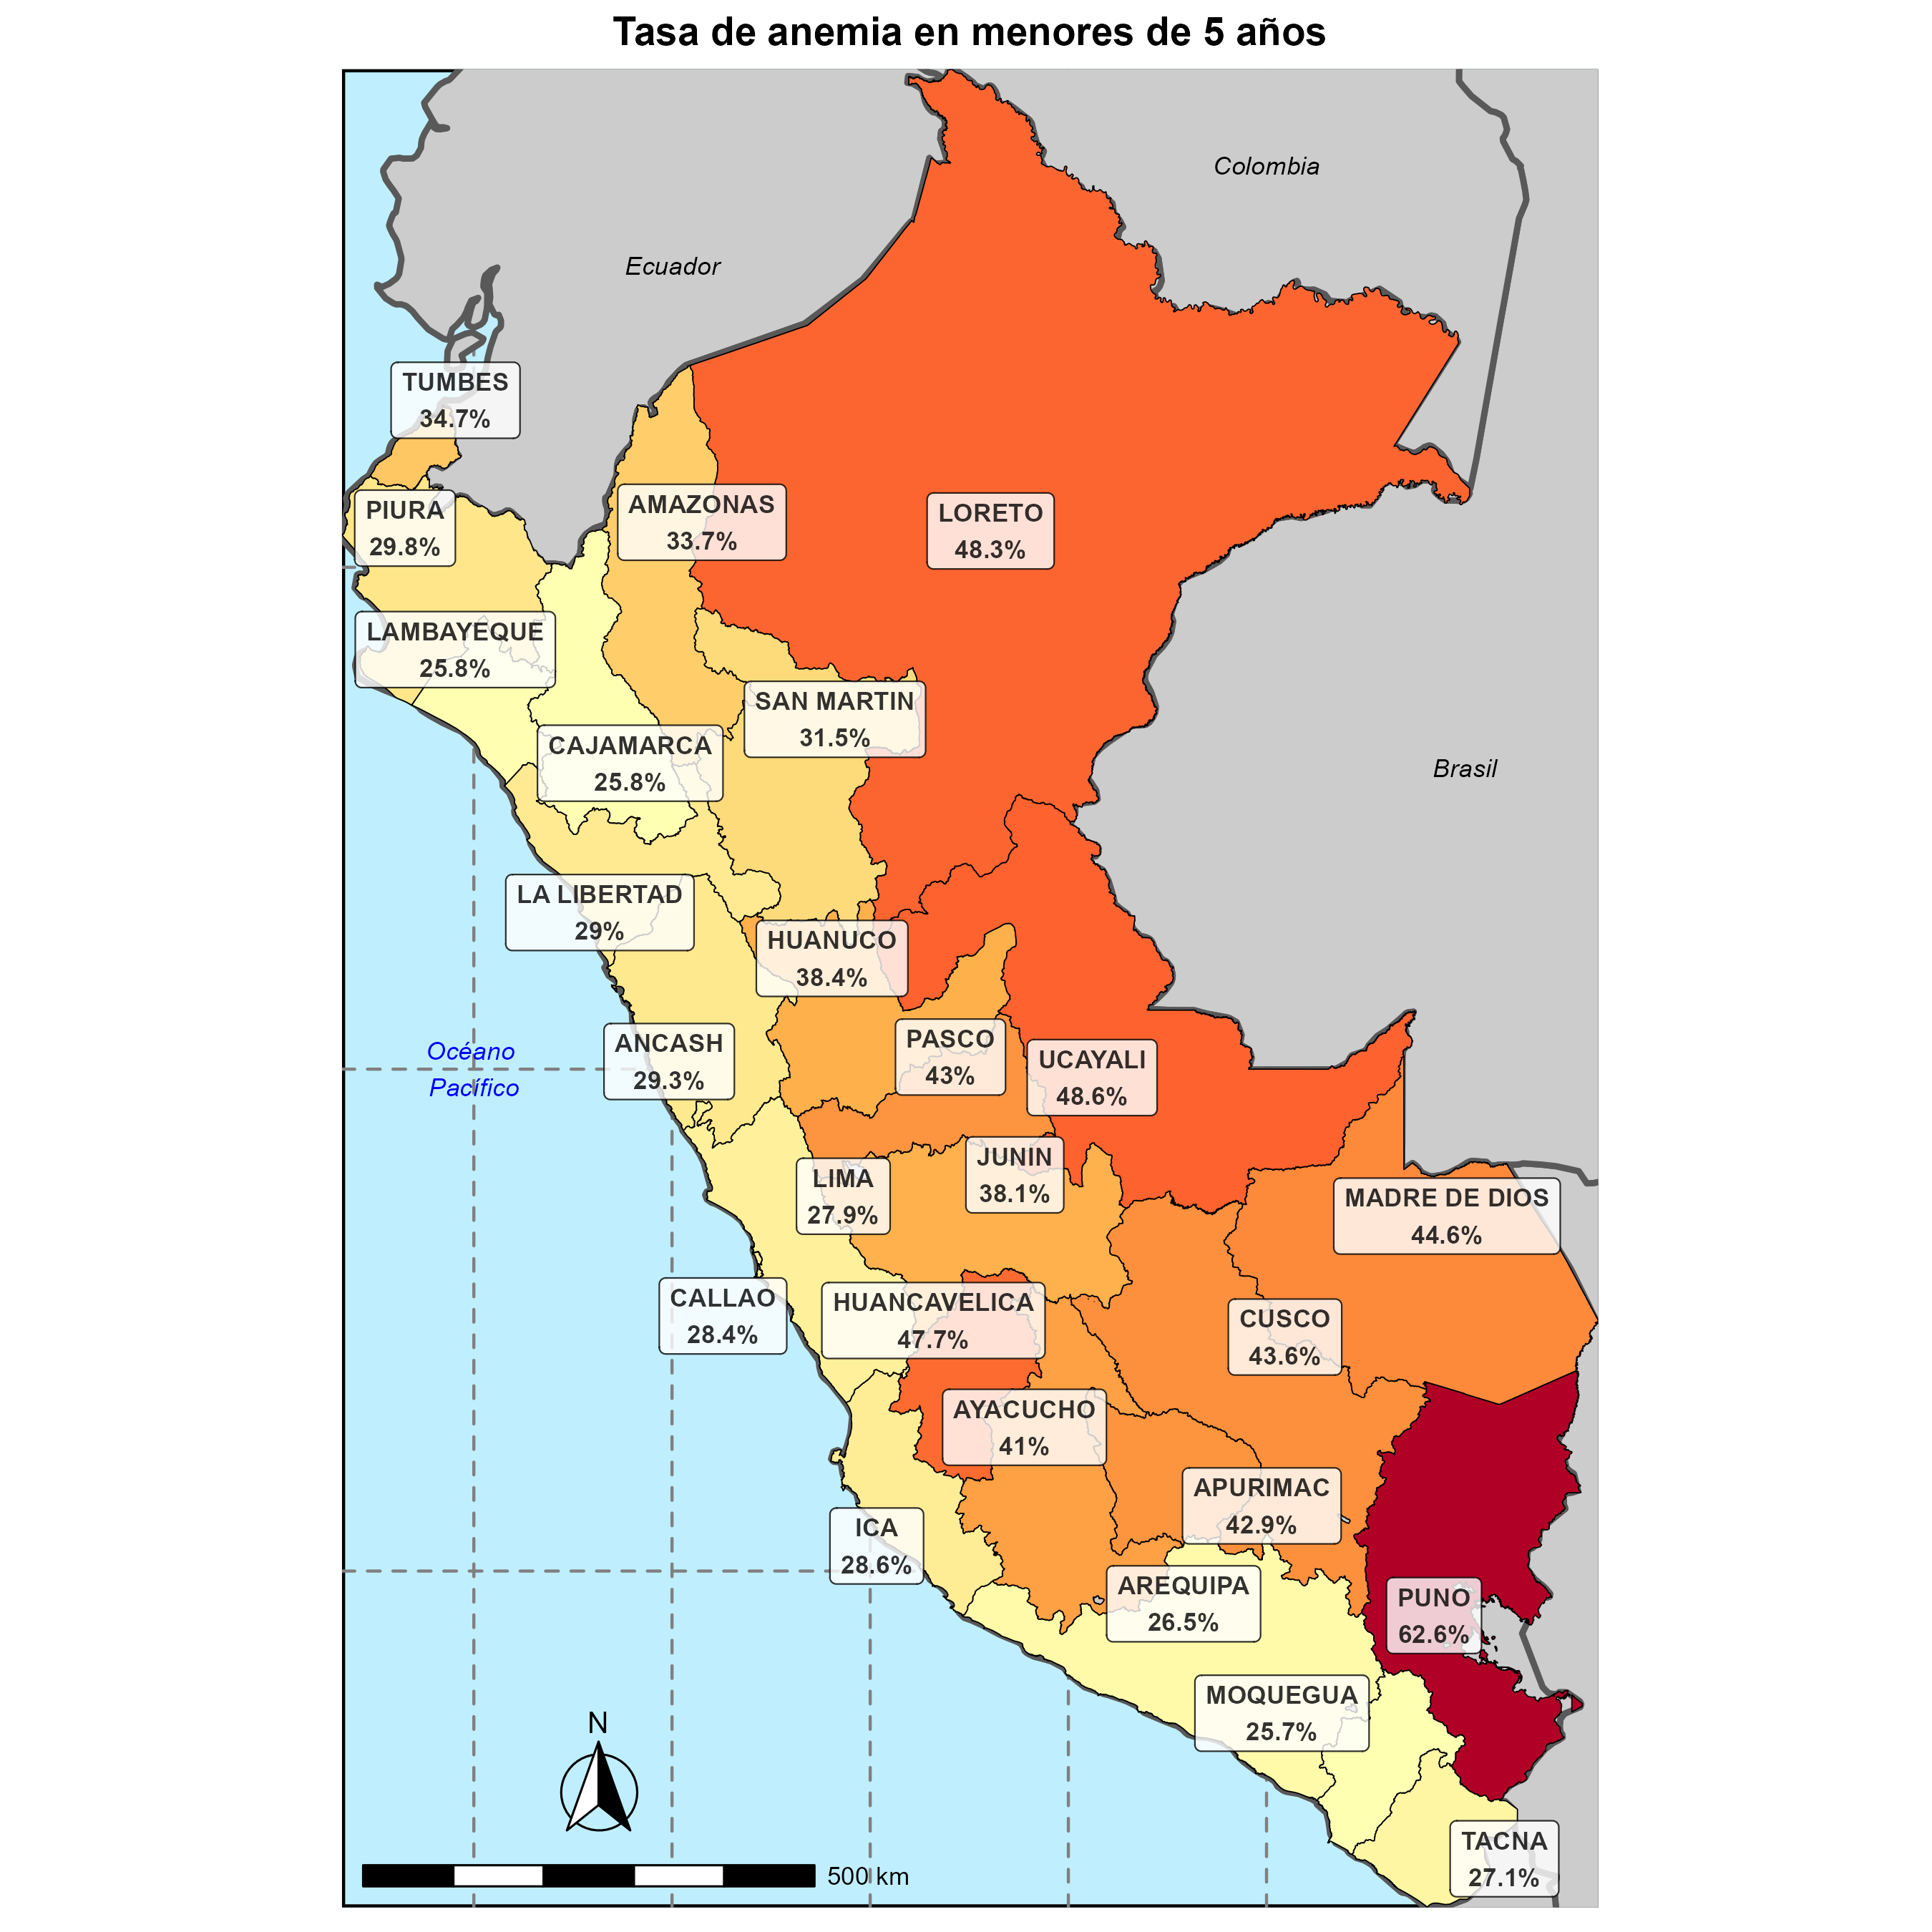 Tasa de anemia en menores de 5 años
Colombia
Ecuador
TUMBES
34.7%
PIURA
29.8%
AMAZONAS
33.7%
LORETO
48.3%
LAMBAYEQUE
25.8%
SAN MARTIN
31.5%
CAJAMARCA
25.8%
Brasil
LA LIBERTAD
29%
HUANUCO
38.4%
ANCASH
29.3%
PASCO
43%
UCAYALI
48.6%
Océano
Pacífico
JUNIN
38.1%
LIMA
27.9%
MADRE DE DIOS
44.6%
CALLAO
28.4%
HUANCAVELICA
47.7%
CUSCO
43.6%
AYACUCHO
41%
APURIMAC
42.9%
ICA
28.6%
AREQUIPA
26.5%
PUNO
62.6%
MOQUEGUA
25.7%
N
TACNA
27.1%
500 km